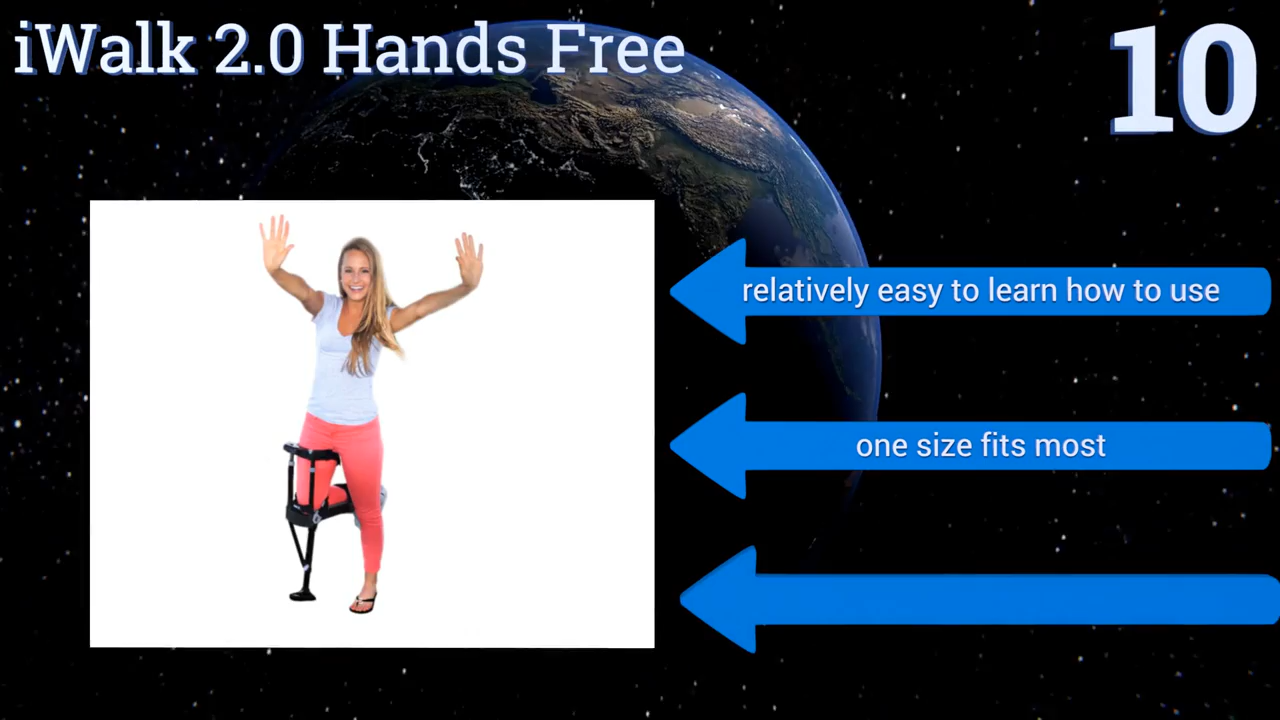 iWalk 2.0 Hands Free
10
relatively easy to learn how to use
one size fits most